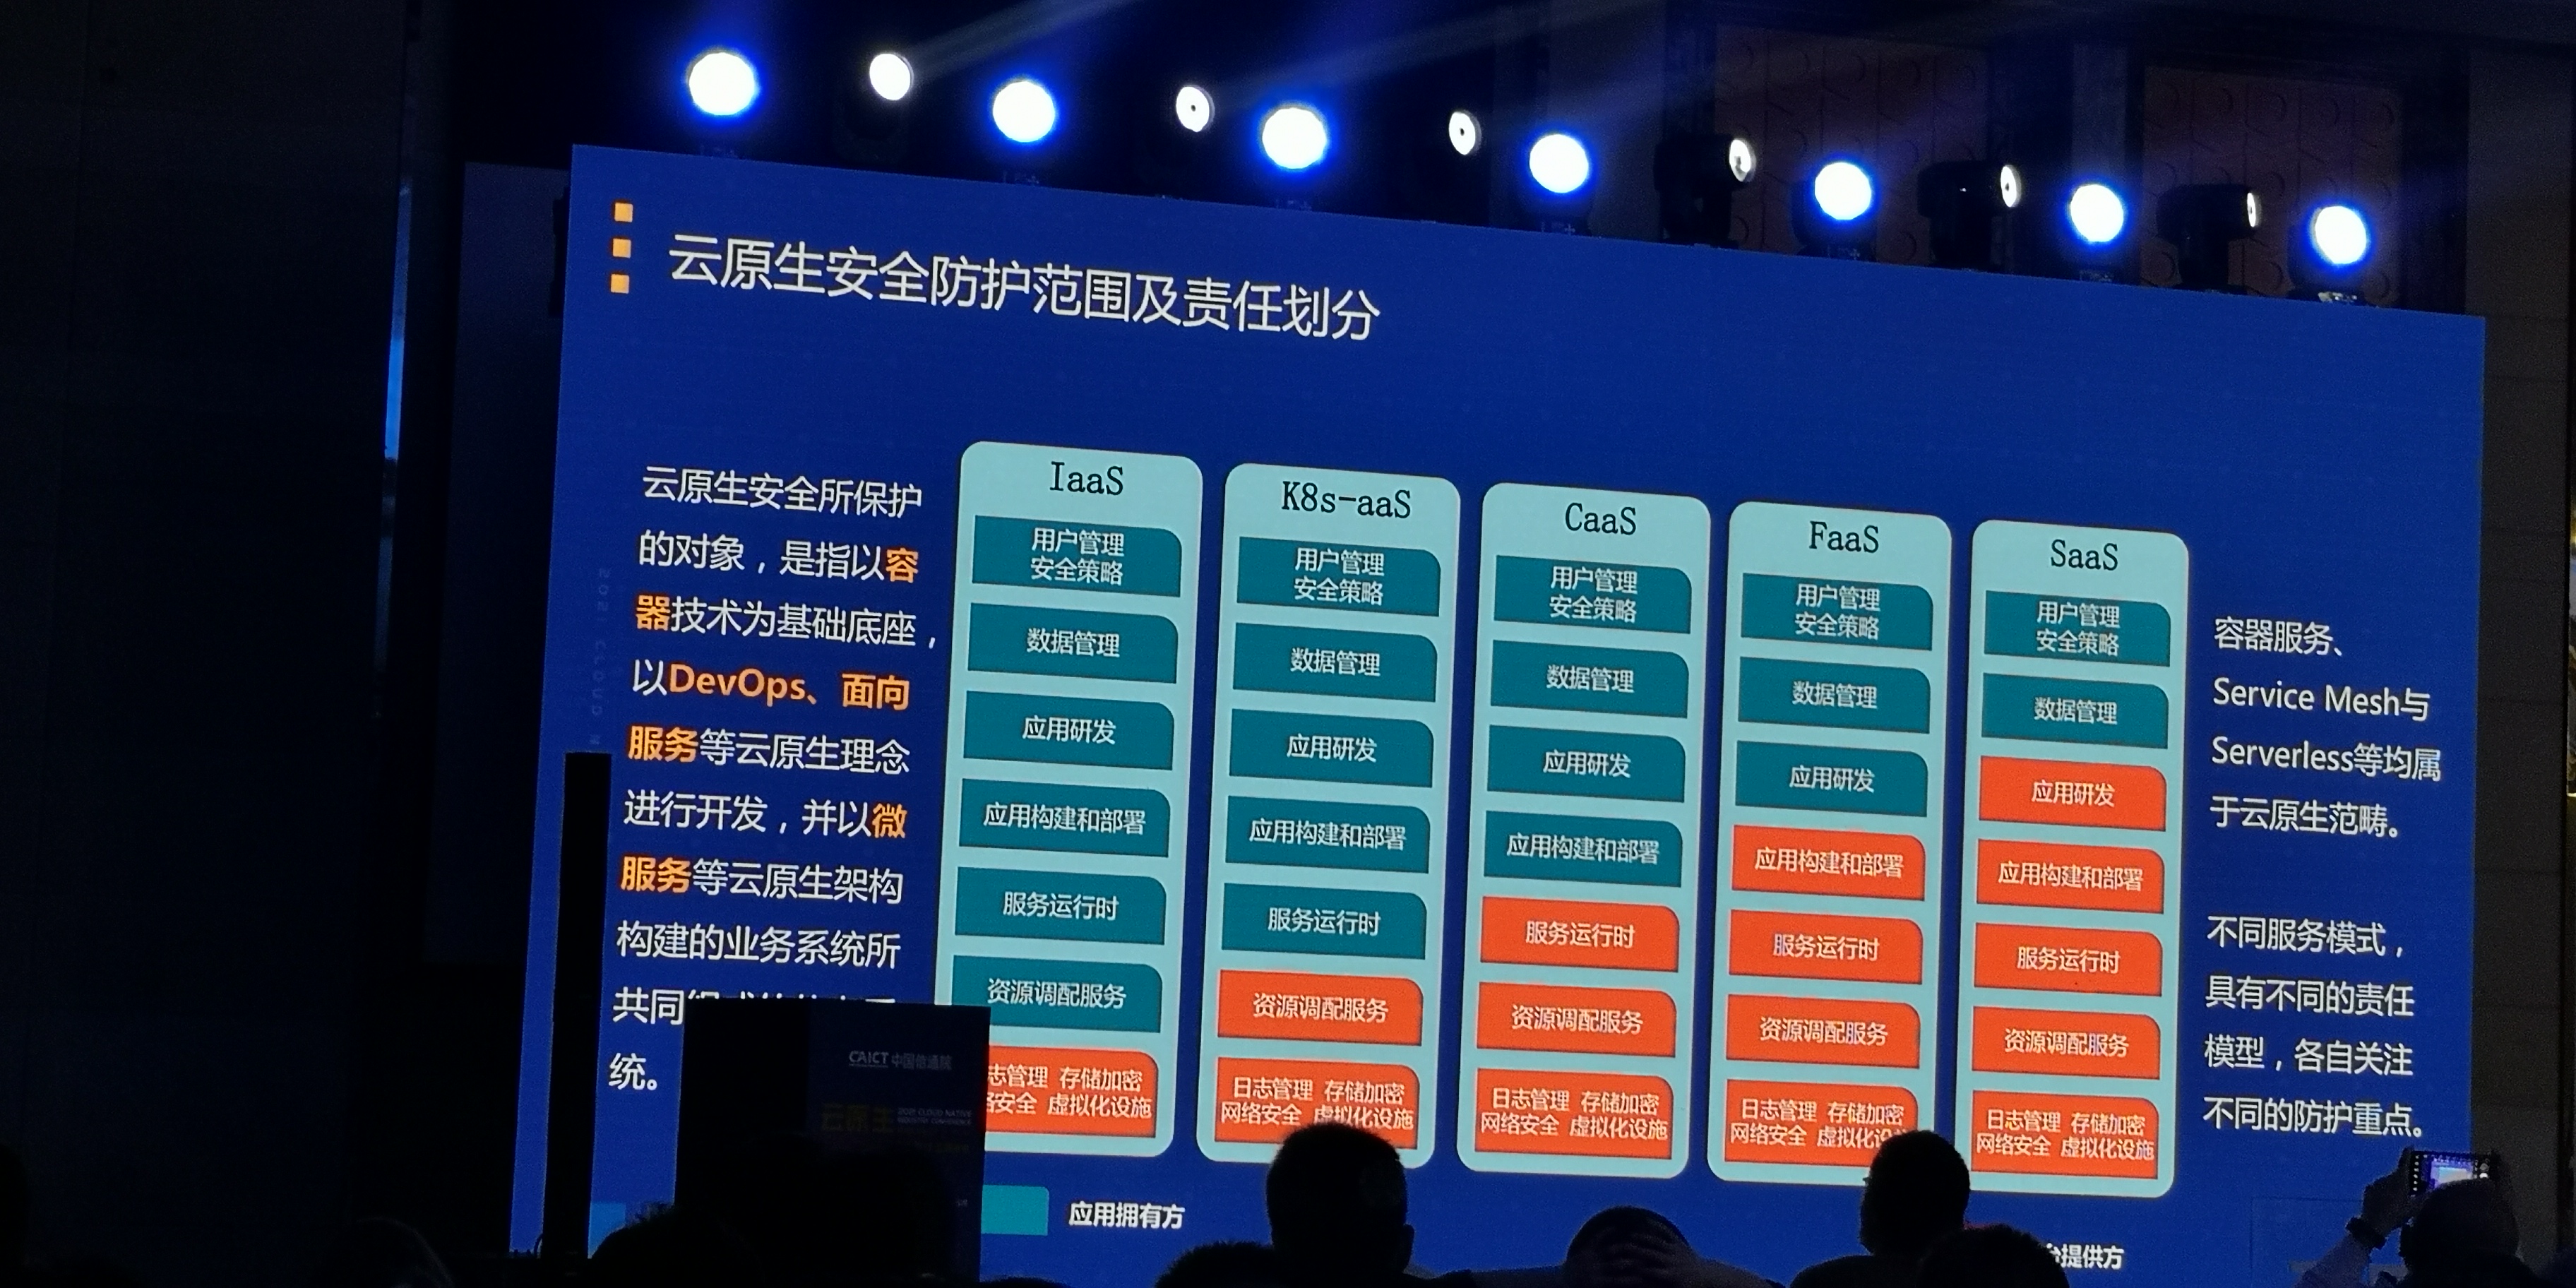 云原生安全防护范围及责任划分
云原生安全所保护
的对象，是指以容
器技术为基础底座，
以DevOps、面向
服务等云原生理念
进行开发，并以微
服务等云原生架构
构建的业务系统所
共同
统。
IaaS
用户管理
安全策略
数据管理
应用研发
应用构建和部署
服务运行时
资源调配服务
志管理 存储加密
安全 虚拟化设施
K8s-aaS
用户管理
安全策略
数据管理
应用研发
应用构建和部署
服务运行时
资源调配服务
日志管理 存储加密
网络安全 虚拟化设施
CaaS
用户管理
安全策略
数据管理
应用研发
应用构建和部署
服务运行时
资源调配服务
日志管理 存储加密
网络安全 虚拟化设施
FaaS
用户管理
安全策略
数据管理
应用研发
应用构建和部署
服务运行时
资源调配服务
日志管理 存储加密
网络安全 虚拟化
SaaS
用户管理
安全策略
数据管理
应用研发
应用构建和部署
服务运行时
资源调配服务
日志管理 存储加密
网络安全 虚拟化设施
容器服务、
Service Mesh与
Serverless等均属
于云原生范畴。
不同服务模式，
具有不同的责任
模型，各自关注
不同的防护重点。
应用拥有方
提供方
CAICT 中国信通院
云原生